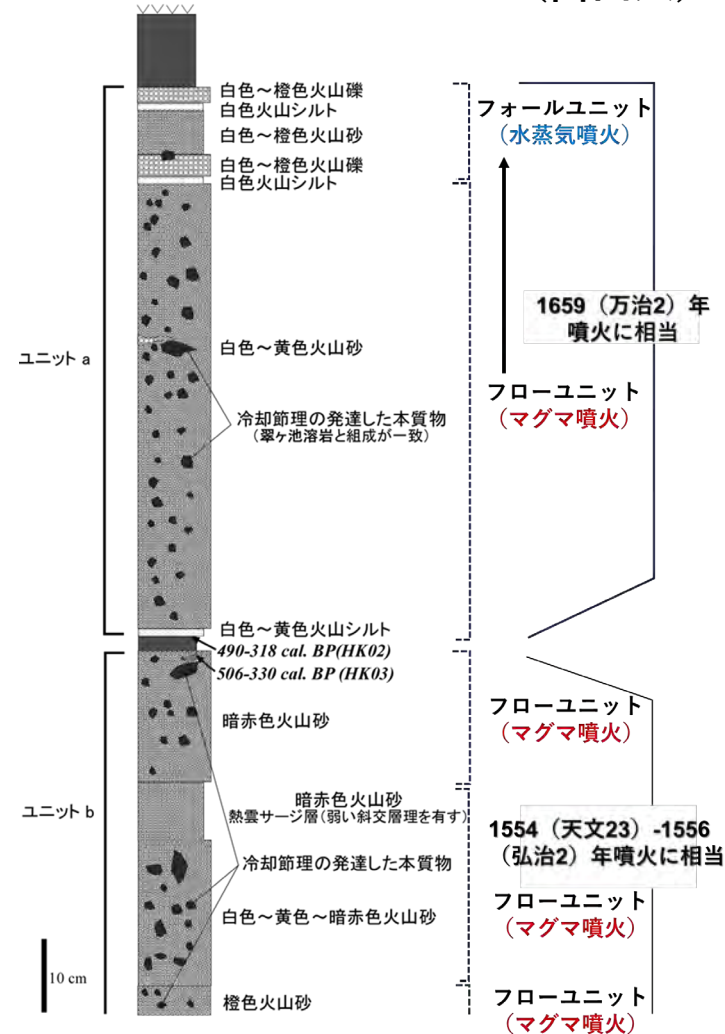 白色～橙色火山礫
白色火山シルト
白色～橙色火山砂
白色～橙色火山礫
白色火山シルト
フォールユニット
（水蒸気噴火）
1659（万治2）年
噴火に相当
ユニット a
白色～黄色火山砂
冷却節理の発達した本質物
（翠ヶ池溶岩と組成が一致）
フローユニット
（マグマ噴火）
白色～黄色火山シルト
490-318 cal. BP(HK02)
506-330 cal. BP (HK03)
暗赤色火山砂
フローユニット
（マグマ噴火）
ユニット b
暗赤色火山砂
熱雲サージ層（弱い斜交層理を有す）
1554（天文23）-1556
（弘治2）年噴火に相当
冷却節理の発達した本質物
白色～黄色～暗赤色火山砂
フローユニット
（マグマ噴火）
10 cm
橙色火山砂
フローユニット
（マグマ噴火）